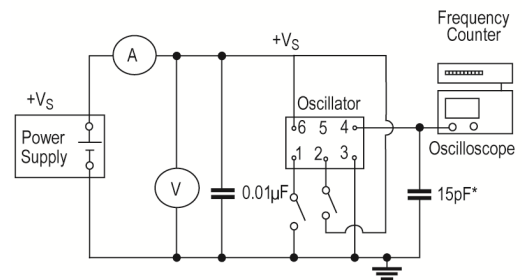 Frequency
Counter
A
+VS
Oscillator
+VS
Power
Supply
6 5 4
1 2 3
Oscilloscope
V
0.01µF
15pF*